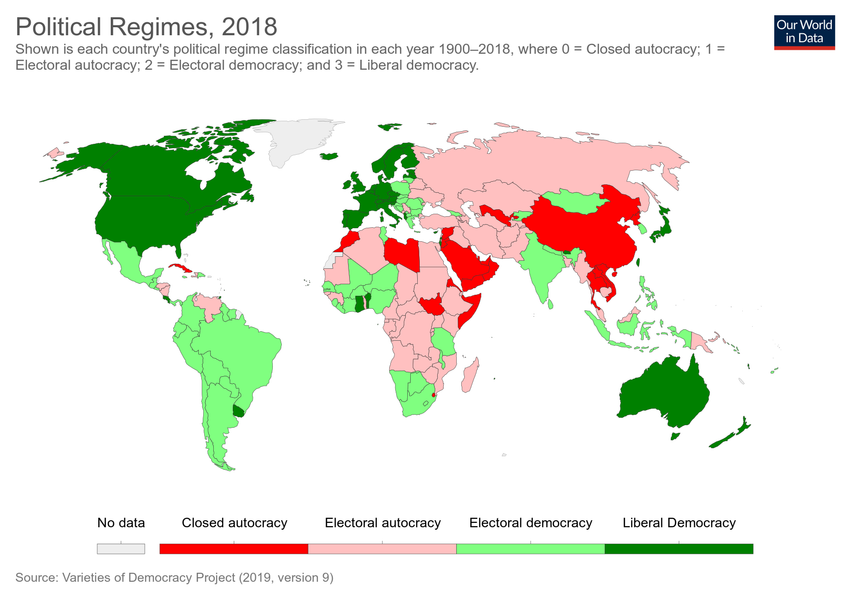 Political Regimes, 2018
Our World
in Data
Shown is each country's political regime classification in each year 1900–2018, where 0 = Closed autocracy; 1 =
Electoral autocracy; 2 = Electoral democracy; and 3 = Liberal democracy.
No data
Closed autocracy
Electoral autocracy
Electoral democracy
Liberal Democracy
Source: Varieties of Democracy Project (2019, version 9)